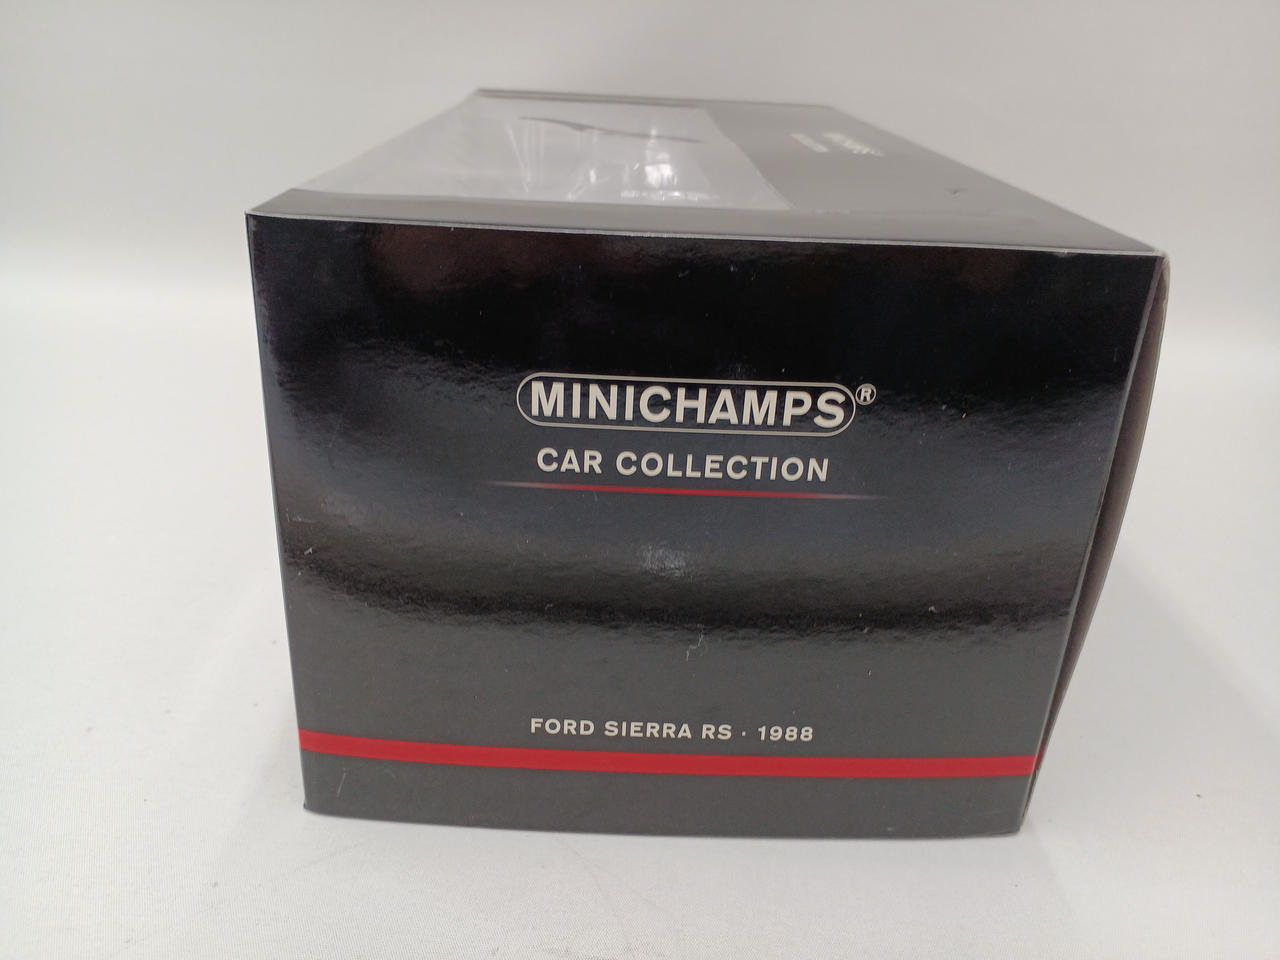 MINICHAMPS®
CAR COLLECTION
FORD SIERRA RS · 1988